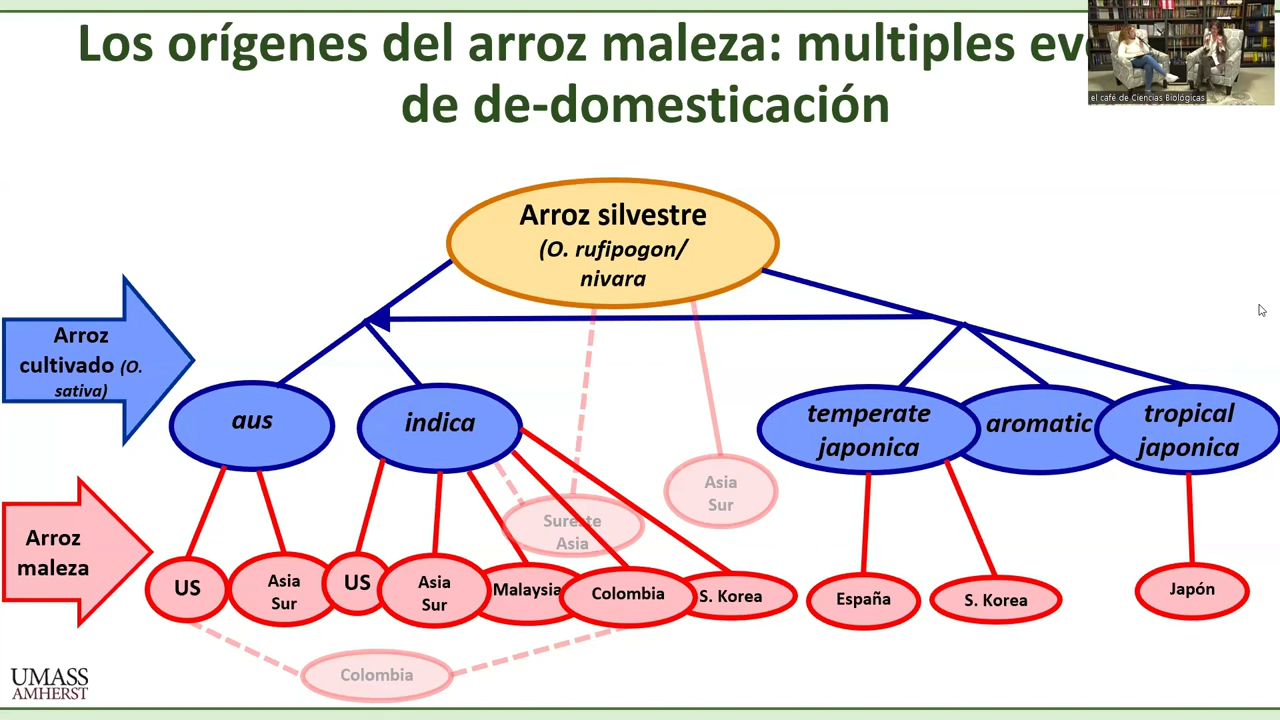 Los orígenes del arroz maleza: multiples
de de-domesticación
el café de Ciencias Biológicas
Arroz silvestre
(O. rufipogon/
nivara
Arroz
cultivado (O.
sativa)
aus
indica
temperate
japonica
aromatic
tropical
japonica
Asia
Sur
Sureste
Asia
Arroz
maleza
US
Asia
Sur
US
Asia
Sur
Malaysia
Colombia
S. Korea
España
S. Korea
Japón
Colombia
UMASS
AMHERST